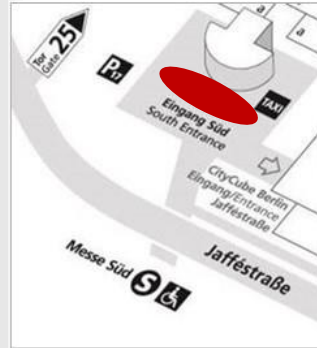 a
a
Tor
Gate 25
P17
TAXI
Eingang Süd
South Entrance
CityCube Berlin
Eingang/Entrance
Jafféstraße
Messe Süd S
Jafféstraße